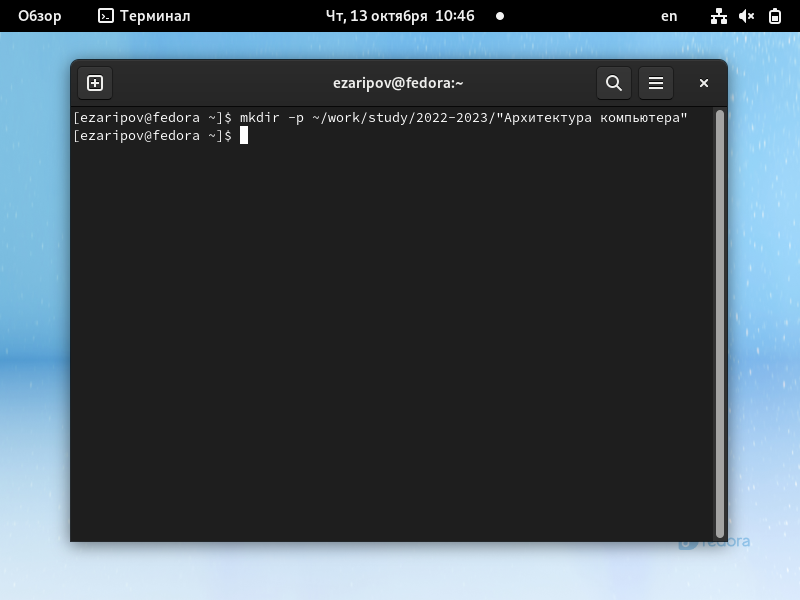 Обзор Терминал Чт, 13 октября 10:46 en
ezaripov@fedora:~
[ezaripov@fedora ~]$ mkdir -p ~/work/study/2022-2023/"Архитектура компьютера"
[ezaripov@fedora ~]$
fedora